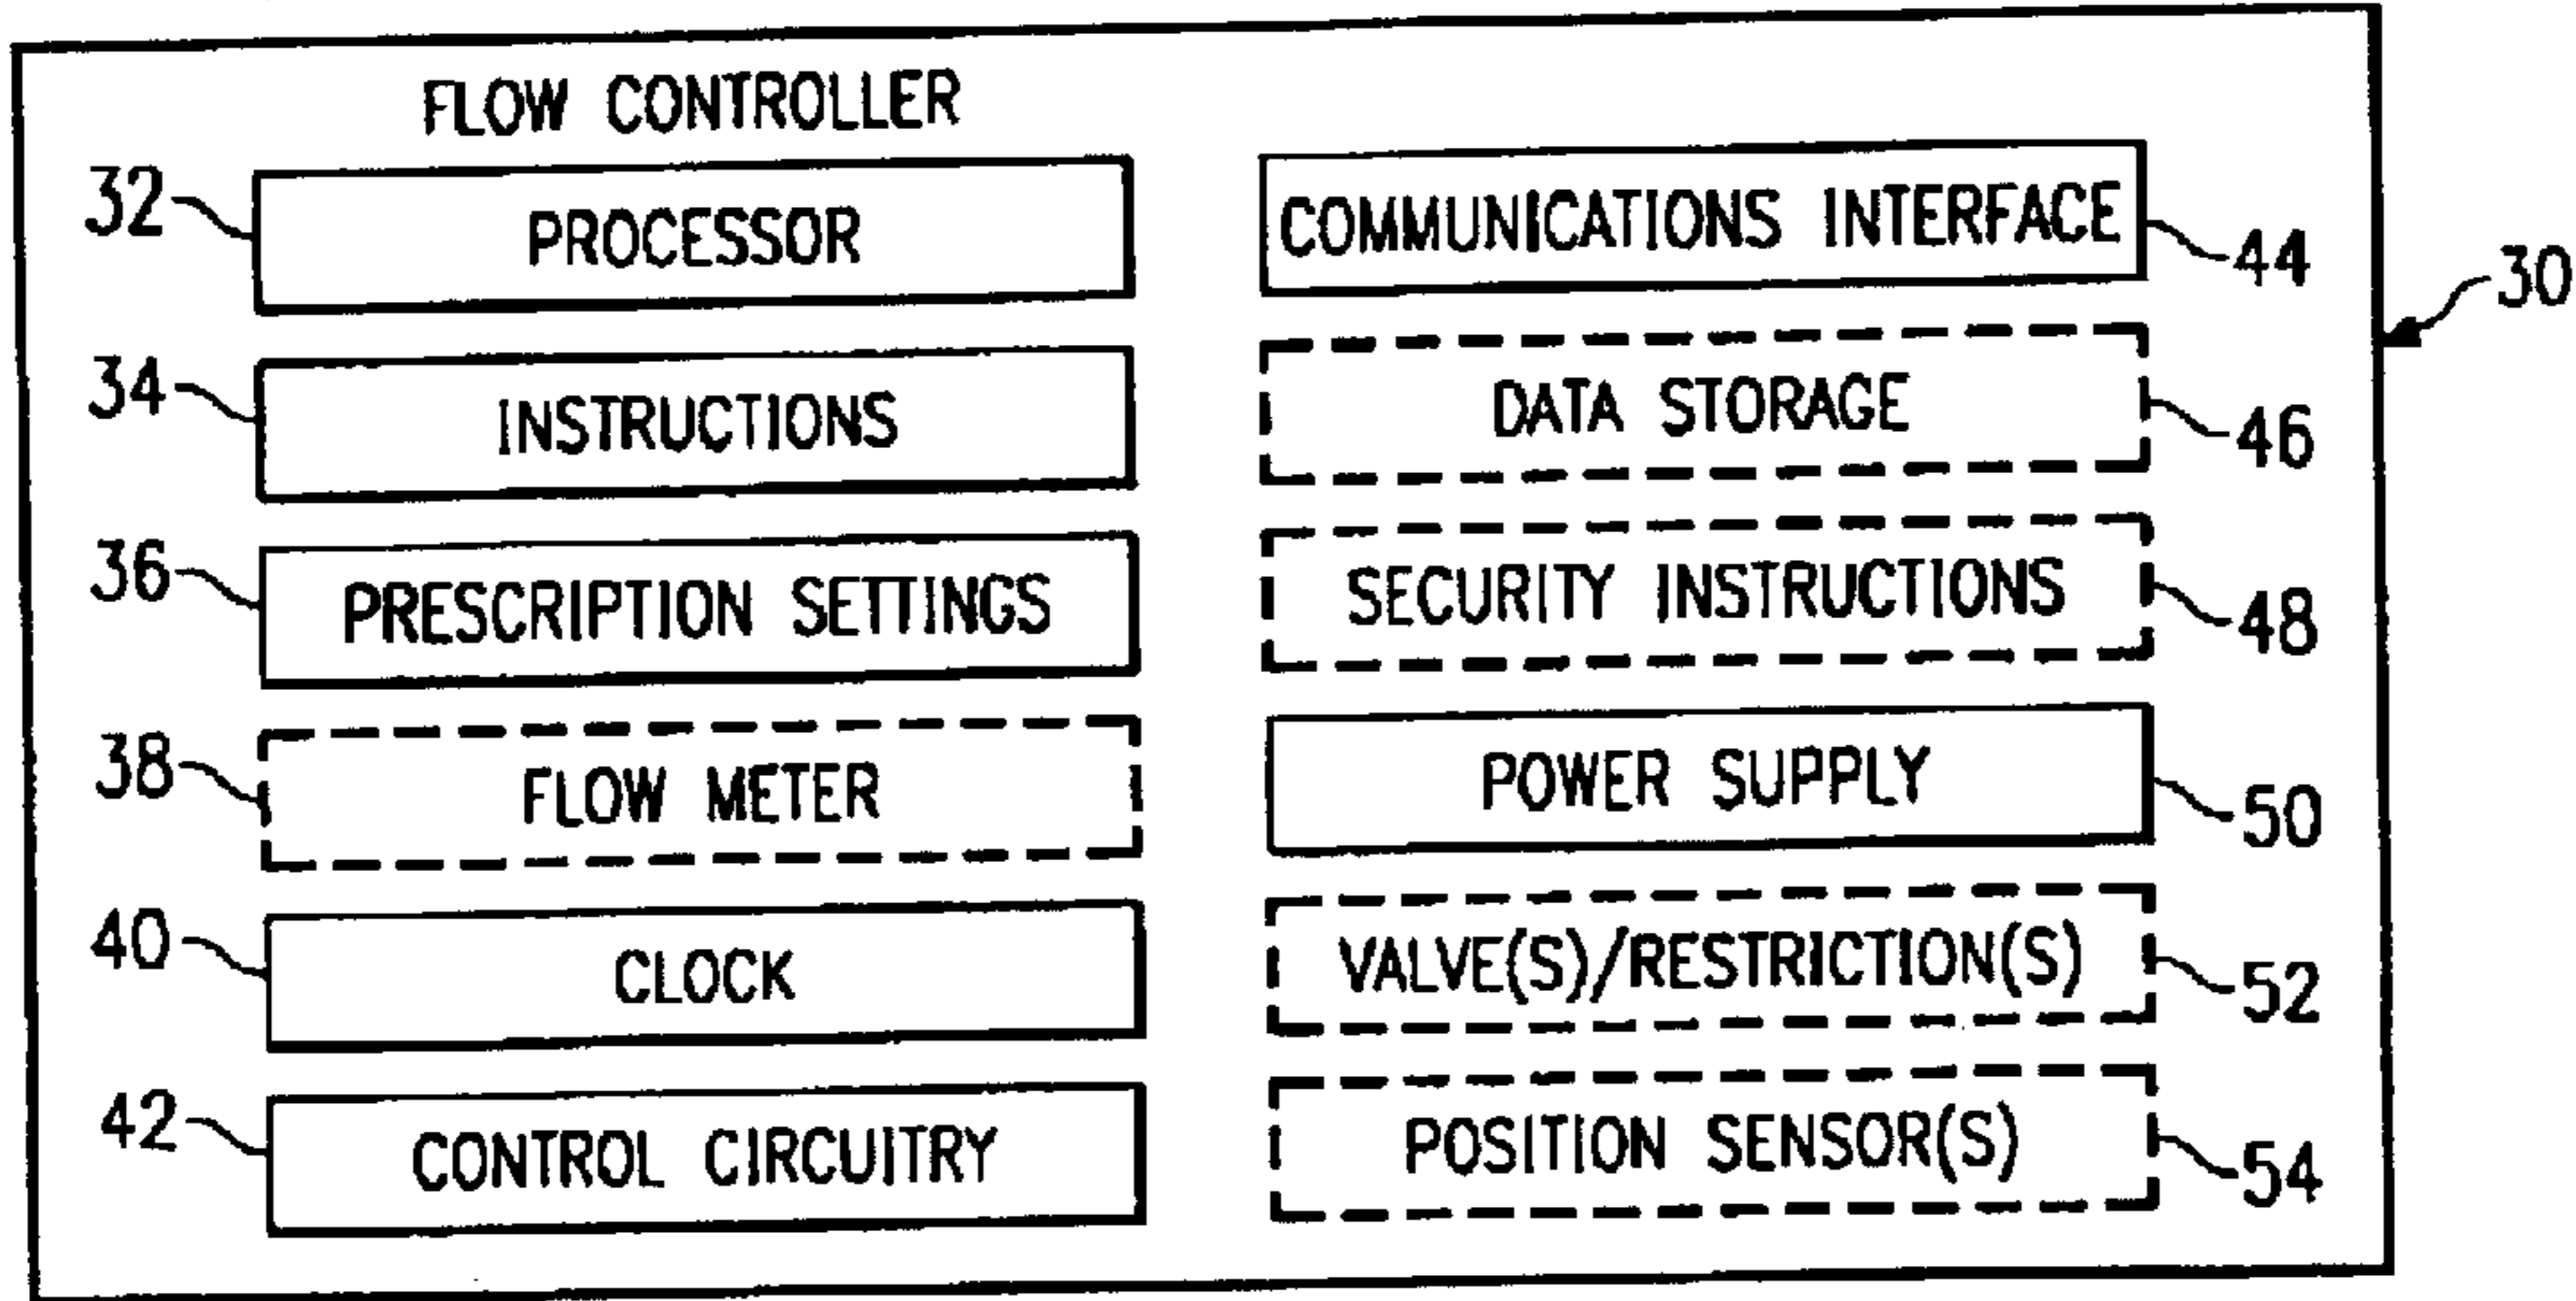 FLOW CONTROLLER
32
PROCESSOR
34
INSTRUCTIONS
36
PRESCRIPTION SETTINGS
38
FLOW METER
40
CLOCK
42
CONTROL CIRCUITRY
COMMUNICATIONS INTERFACE
44
DATA STORAGE
46
SECURITY INSTRUCTIONS
48
POWER SUPPLY
50
VALVE(S)/RESTRICTION(S)
52
POSITION SENSOR(S)
54
30